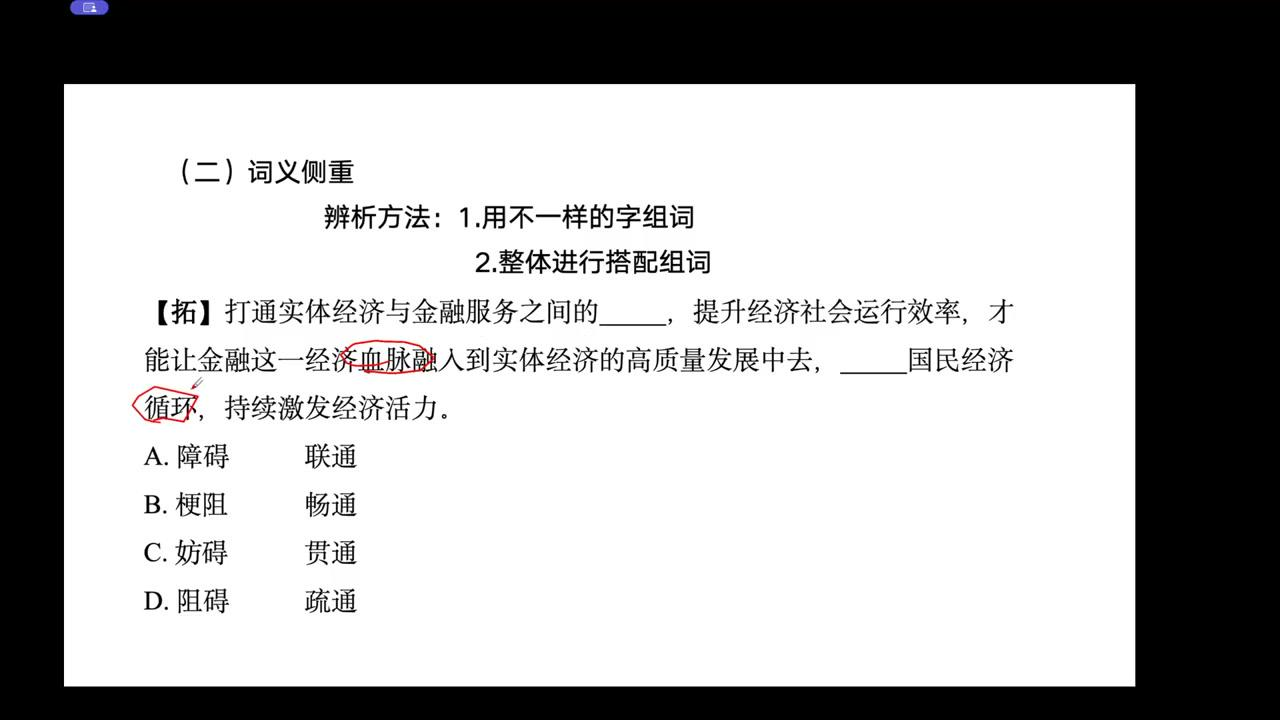 （二）词义侧重
辨析方法：1.用不一样的字组词
2.整体进行搭配组词
【拓】打通实体经济与金融服务之间的_____，提升经济社会运行效率，才
能让金融这一经济血脉融入到实体经济的高质量发展中去，_____国民经济
循环，持续激发经济活力。
A. 障碍 联通
B. 梗阻 畅通
C. 妨碍 贯通
D. 阻碍 疏通